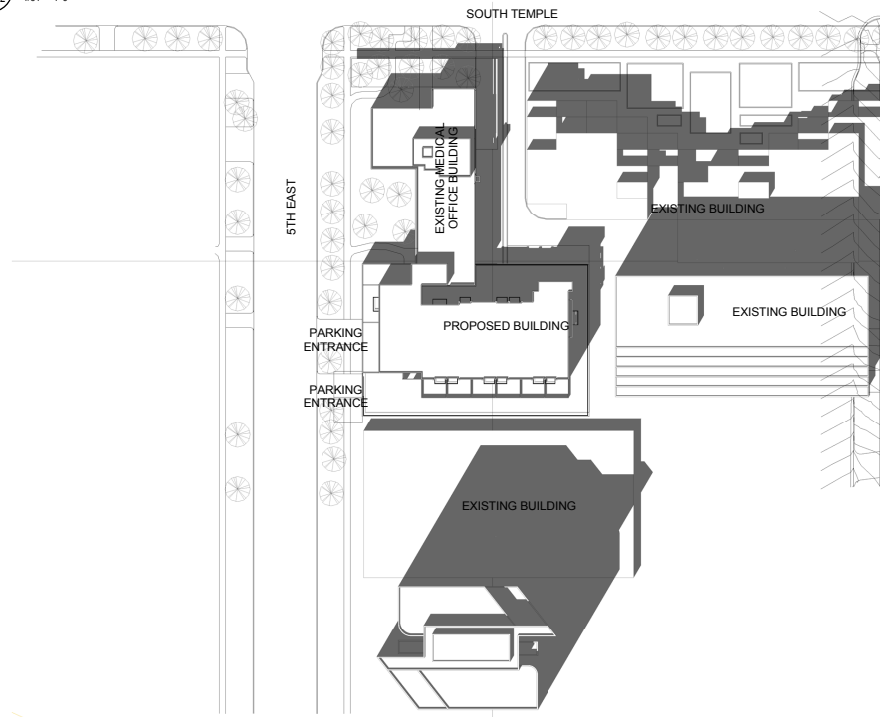 SOUTH TEMPLE
EXISTING MEDICAL
OFFICE BUILDING
5TH EAST
EXISTING BUILDING
EXISTING BUILDING
PROPOSED BUILDING
PARKING
ENTRANCE
PARKING
ENTRANCE
EXISTING BUILDING